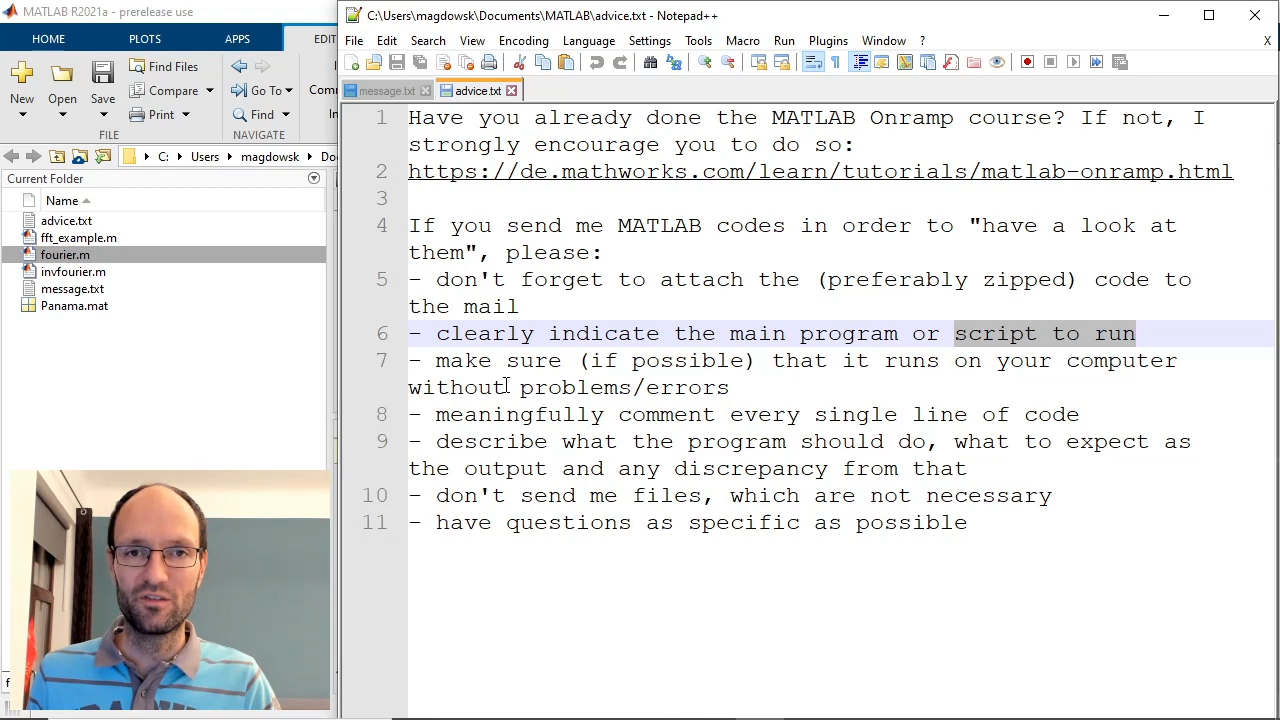 MATLAB R2021a - prerelease use
HOME PLOTS APPS EDIT
New Open Save
Find Files
Compare
Print
Go To
Find
Comm
FILE NAVIGATE
C: Users magdowsk Do
Current Folder
Name
advice.txt
fft_example.m
fourier.m
invfourier.m
message.txt
Panama.mat
C:\Users\magdowsk\Documents\MATLAB\advice.txt - Notepad++
File Edit Search View Encoding Language Settings Tools Macro Run Plugins Window ? X
message.txt advice.txt
1 Have you already done the MATLAB Onramp course? If not, I
strongly encourage you to do so:
2 https://de.mathworks.com/learn/tutorials/matlab-onramp.html
3
4 If you send me MATLAB codes in order to "have a look at
them", please:
5 - don't forget to attach the (preferably zipped) code to
the mail
6 - clearly indicate the main program or script to run
7 - make sure (if possible) that it runs on your computer
without problems/errors
8 - meaningfully comment every single line of code
9 - describe what the program should do, what to expect as
the output and any discrepancy from that
10 - don't send me files, which are not necessary
11 - have questions as specific as possible